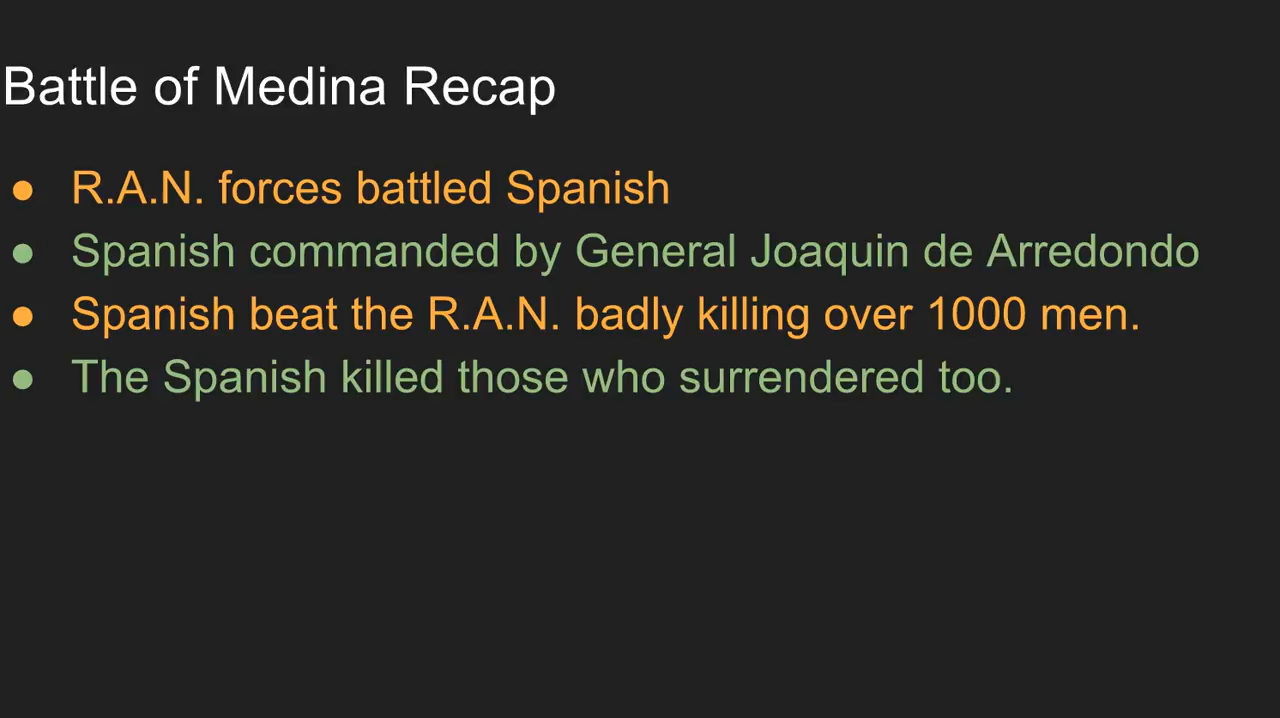 Battle of Medina Recap
● R.A.N. forces battled Spanish
● Spanish commanded by General Joaquin de Arredondo
● Spanish beat the R.A.N. badly killing over 1000 men.
● The Spanish killed those who surrendered too.